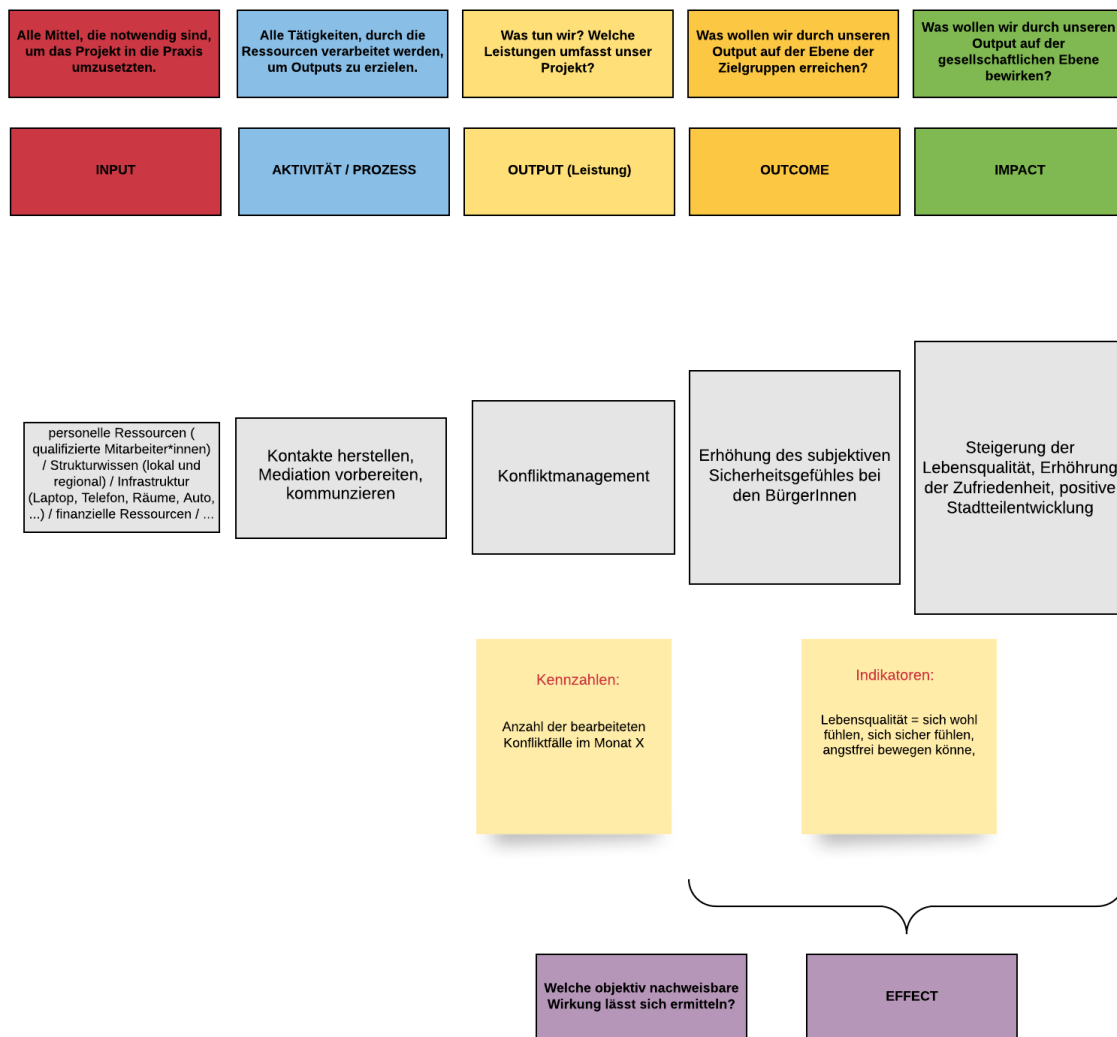 Alle Mittel, die notwendig sind,
um das Projekt in die Praxis
umzusetzten.
Alle Tätigkeiten, durch die
Ressourcen verarbeitet werden,
um Outputs zu erzielen.
Was tun wir? Welche
Leistungen umfasst unser
Projekt?
Was wollen wir durch unseren
Output auf der Ebene der
Zielgruppen erreichen?
Was wollen wir durch unseren
Output auf der
gesellschaftlichen Ebene
bewirken?
INPUT
AKTIVITÄT / PROZESS
OUTPUT (Leistung)
OUTCOME
IMPACT
personelle Ressourcen (
qualifizierte Mitarbeiter*innen)
/ Strukturwissen (lokal und
regional) / Infrastruktur
(Laptop, Telefon, Räume, Auto,
...) / finanzielle Ressourcen / ...
Kontakte herstellen,
Mediation vorbereiten,
kommunzieren
Konfliktmanagement
Erhöhung des subjektiven
Sicherheitsgefühles bei
den BürgerInnen
Steigerung der
Lebensqualität, Erhöhrung
der Zufriedenheit, positive
Stadtteilentwicklung
Kennzahlen:
Anzahl der bearbeiteten
Konfliktfälle im Monat X
Indikatoren:
Lebensqualität = sich wohl
fühlen, sich sicher fühlen,
angstfrei bewegen könne,
Welche objektiv nachweisbare
Wirkung lässt sich ermitteln?
EFFECT